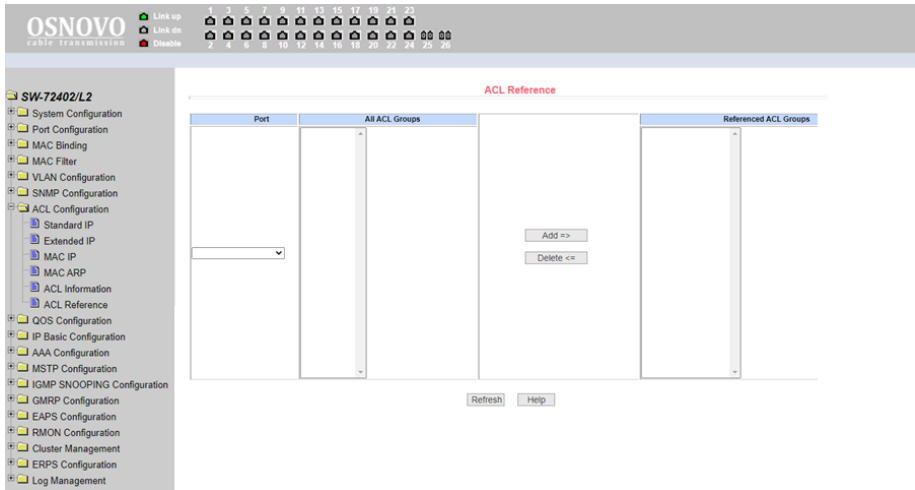 1 3 5 7 9 11 13 15 17 19 21 23
OSNOVO
cable transmission
Link up
Link dn
Disable
2 4 6 8 10 12 14 16 18 20 22 24 25 26
SW-72402/L2
System Configuration
Port Configuration
MAC Binding
MAC Filter
VLAN Configuration
SNMP Configuration
ACL Configuration
Standard IP
Extended IP
MAC IP
MAC ARP
ACL Information
ACL Reference
QOS Configuration
IP Basic Configuration
AAA Configuration
MSTP Configuration
IGMP SNOOPING Configuration
GMRP Configuration
EAPS Configuration
RMON Configuration
Cluster Management
ERPS Configuration
Log Management
ACL Reference
Port
All ACL Groups
Referenced ACL Groups
Add =>
Delete <=
Refresh
Help